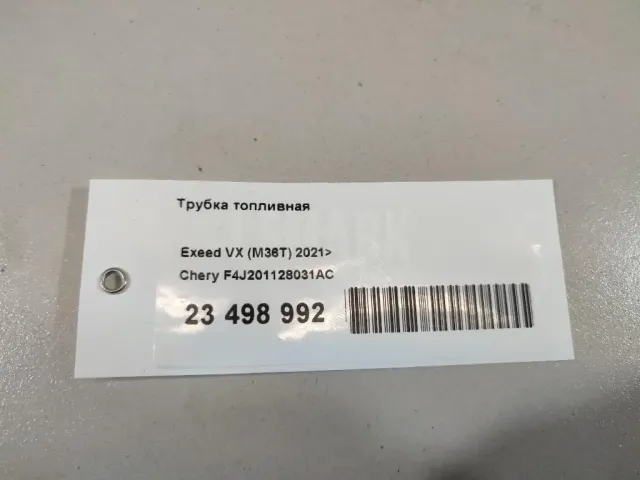 Трубка топливная
Exeed VX (M36T) 2021>
Chery F4J201128031AC
23 498 992